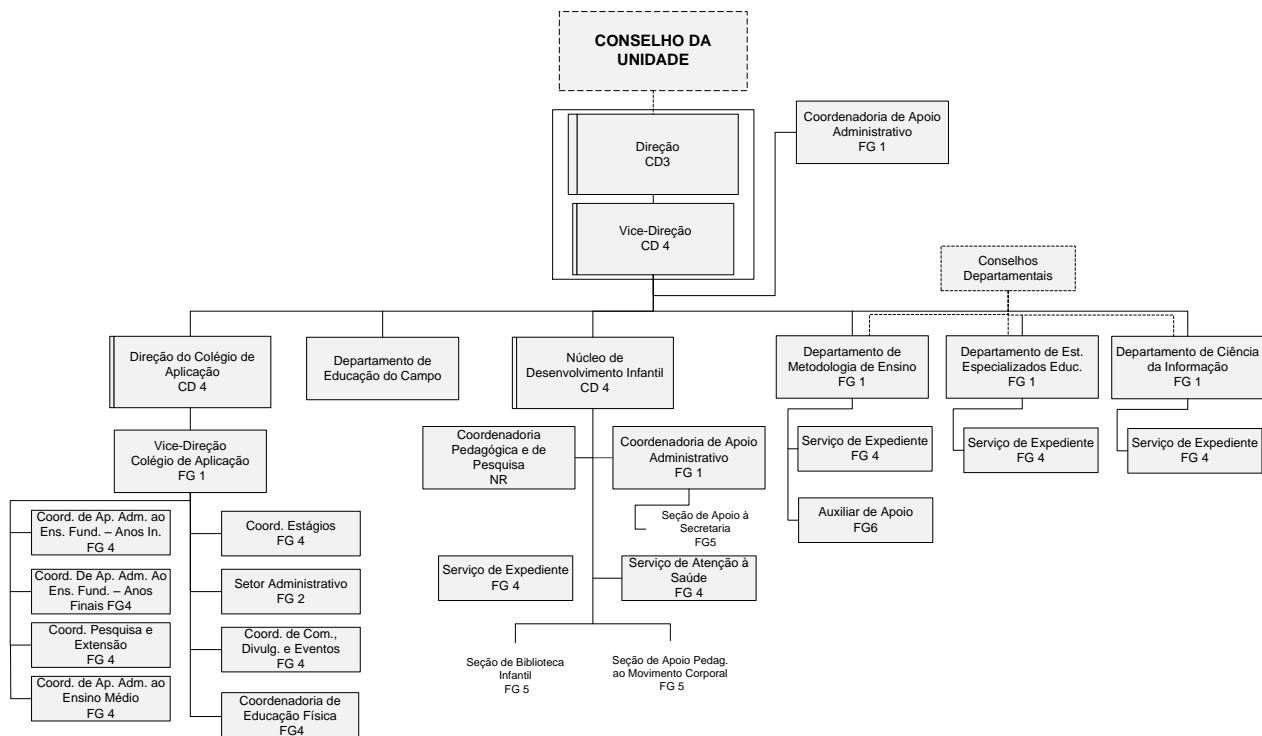 CONSELHO DA
UNIDADE
Coordenadoria de Apoio
Administrativo
FG 1
Direção
CD3
Vice-Direção
CD 4
Conselhos
Departamentais
Direção do Colégio de
Aplicação
CD 4
Departamento de
Educação do Campo
Núcleo de
Desenvolvimento Infantil
CD 4
Departamento de
Metodologia de Ensino
FG 1
Departamento de Est.
Especializados Educ.
FG 1
Departamento de Ciência
da Informação
FG 1
Vice-Direção
Colégio de Aplicação
FG 1
Coordenadoria
Pedagógica e de
Pesquisa
NR
Coordenadoria de Apoio
Administrativo
FG 1
Serviço de Expediente
FG 4
Serviço de Expediente
FG 4
Serviço de Expediente
FG 4
Coord. de Ap. Adm. ao
Ens. Fund. – Anos In.
FG 4
Coord. Estágios
FG 4
Seção de Apoio à
Secretaria
FG5
Auxiliar de Apoio
FG6
Coord. De Ap. Adm. Ao
Ens. Fund. – Anos
Finais FG4
Setor Administrativo
FG 2
Serviço de Expediente
FG 4
Serviço de Atenção à
Saúde
FG 4
Coord. Pesquisa e
Extensão
FG 4
Coord. de Com.,
Divulg. e Eventos
FG 4
Seção de Biblioteca
Infantil
FG 5
Seção de Apoio Pedag.
ao Movimento Corporal
FG 5
Coord. de Ap. Adm. ao
Ensino Médio
FG 4
Coordenadoria de
Educação Física
FG4